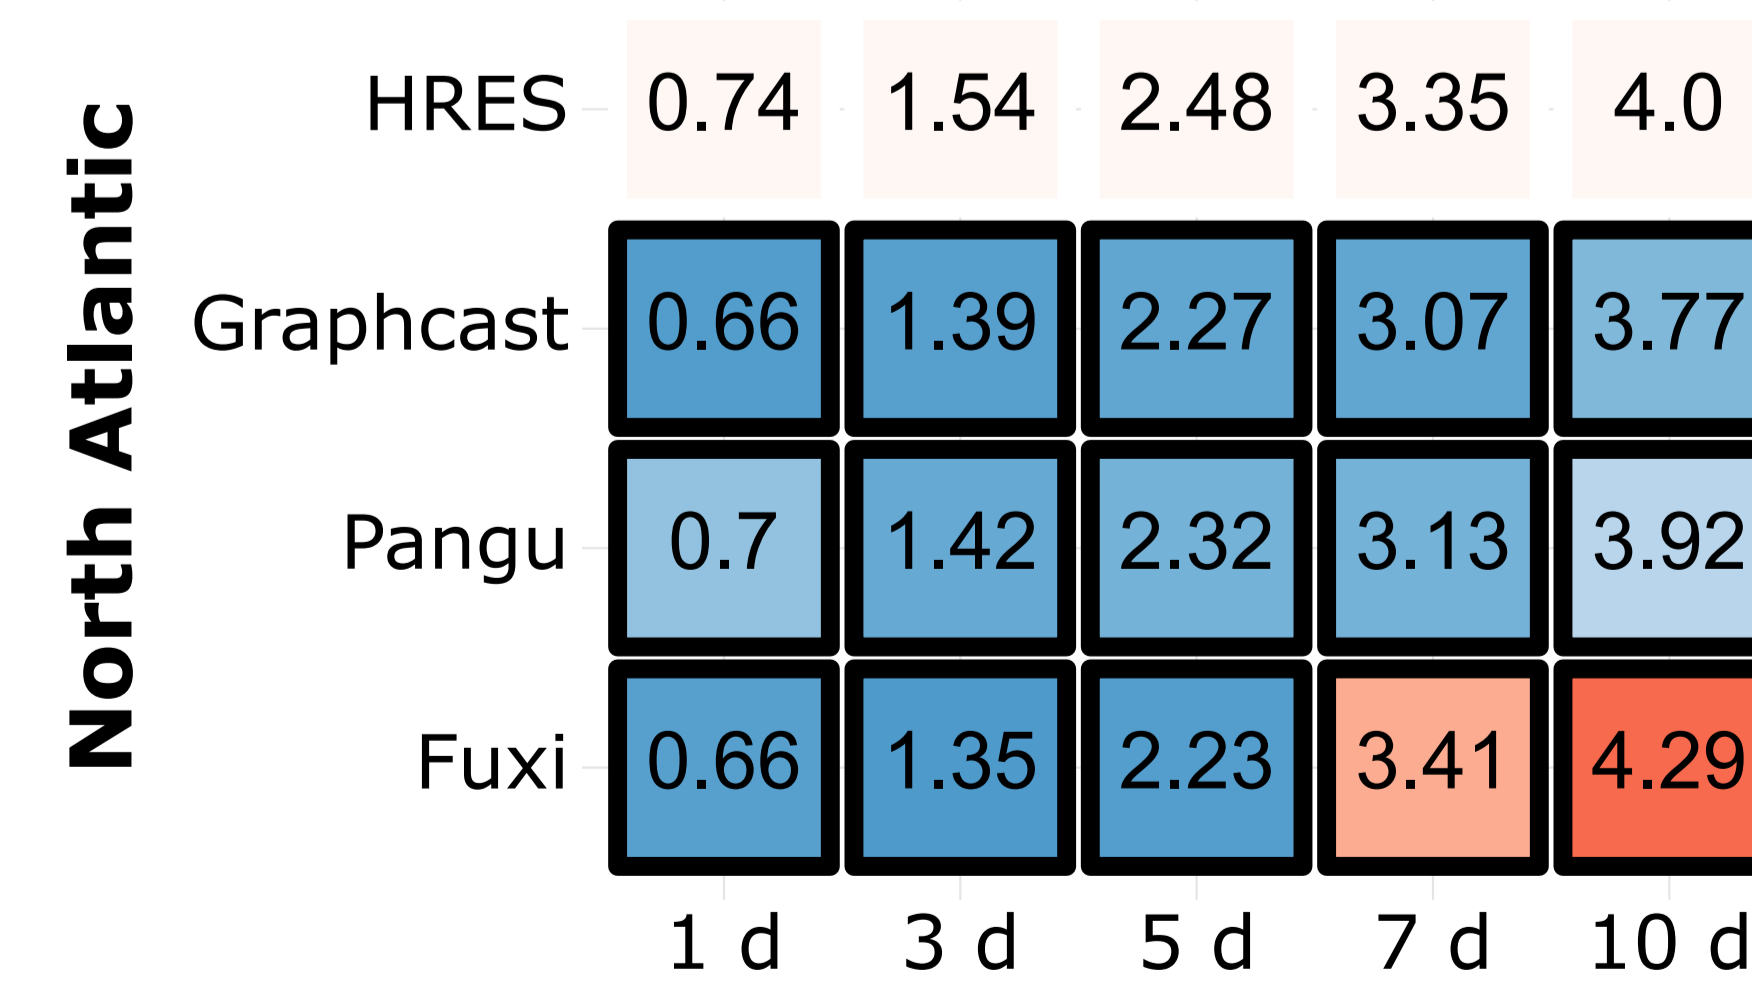 North Atlantic
HRES 0.74 1.54 2.48 3.35 4.0
Graphcast 0.66 1.39 2.27 3.07 3.77
Pangu 0.7 1.42 2.32 3.13 3.92
Fuxi 0.66 1.35 2.23 3.41 4.29
1 d 3 d 5 d 7 d 10 d